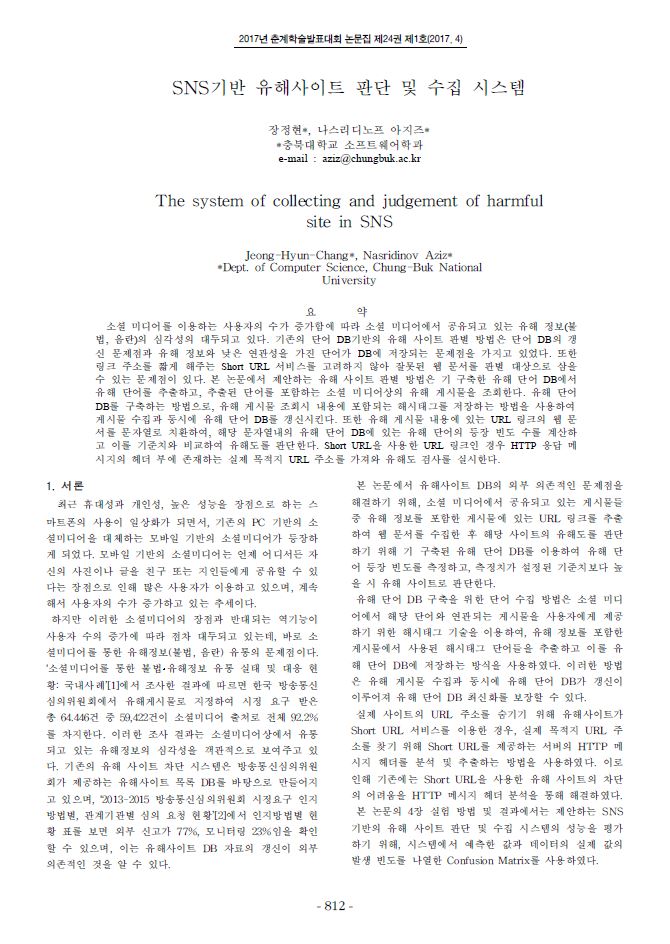 2017년 춘계학술발표대회 논문집 제24권 제1호(2017. 4)
SNS기반 유해사이트 판단 및 수집 시스템
장정현*, 나스리디노프 아지즈*
*충북대학교 소프트웨어학과
e-mail : aziz@chungbuk.ac.kr
The system of collecting and judgement of harmful
site in SNS
Jeong-Hyun-Chang*, Nasridinov Aziz*
*Dept. of Computer Science, Chung-Buk National
University
요 약
소셜 미디어를 이용하는 사용자의 수가 증가함에 따라 소셜 미디어에서 공유되고 있는 유해 정보(불
법, 음란)의 심각성의 대두되고 있다. 기존의 단어 DB기반의 유해 사이트 판별 방법은 단어 DB의 갱
신 문제점과 유해 정보와 낮은 연관성을 가진 단어가 DB에 저장되는 문제점을 가지고 있었다. 또한
링크 주소를 짧게 해주는 Short URL 서비스를 고려하지 않아 잘못된 웹 문서를 판별 대상으로 삼을
수 있는 문제점이 있다. 본 논문에서 제안하는 유해 사이트 판별 방법은 기 구축한 유해 단어 DB에서
유해 단어를 추출하고, 추출된 단어를 포함하는 소셜 미디어상의 유해 게시물을 조회한다. 유해 단어
DB를 구축하는 방법으로, 유해 게시물 조회시 내용에 포함되는 해시태그를 저장하는 방법을 사용하여
게시물 수집과 동시에 유해 단어 DB를 갱신시킨다. 또한 유해 게시물 내용에 있는 URL 링크의 웹 문
서를 문자열로 치환하여, 해당 문자열내의 유해 단어 DB에 있는 유해 단어의 등장 빈도 수를 계산하
고 이를 기준치와 비교하여 유해도를 판단한다. Short URL을 사용한 URL 링크인 경우 HTTP 응답 메
시지의 헤더 부에 존재하는 실제 목적지 URL 주소를 가져와 유해도 검사를 실시한다.
1. 서론
최근 휴대성과 개인성, 높은 성능을 장점으로 하는 스
마트폰의 사용이 일상화가 되면서, 기존의 PC 기반의 소
셜미디어을 대체하는 모바일 기반의 소셜미디어가 등장하
게 되었다. 모바일 기반의 소셜미디어는 언제 어디서든 자
신의 사진이나 글을 친구 또는 지인들에게 공유할 수 있
다는 장점으로 인해 많은 사용자가 이용하고 있으며, 계속
해서 사용자의 수가 증가하고 있는 추세이다.
하지만 이러한 소셜미디어의 장점과 반대되는 역기능이
사용자 수의 증가에 따라 점차 대두되고 있는데, 바로 소
셜미디어를 통한 유해정보(불법, 음란) 유통의 문제점이다.
'소셜미디어를 통한 불법·유해정보 유통 실태 및 대응 현
황: 국내사례'[1]에서 조사한 결과에 따르면 한국 방송통신
심의위원회에서 유해게시물로 지정하여 시정 요구 받은
총 64,446건 중 59,422건이 소셜미디어 출처로 전체 92.2%
를 차지한다. 이러한 조사 결과는 소셜미디어상에서 유통
되고 있는 유해정보의 심각성을 객관적으로 보여주고 있
다. 기존의 유해 사이트 차단 시스템은 방송통신심의위원
회가 제공하는 유해사이트 목록 DB를 바탕으로 만들어지
고 있으며, '2013-2015 방송통신심의위원회 시정요구 인지
방법별, 관계기관별 심의 요청 현황'[2]에서 인지방법별 현
황 표를 보면 외부 신고가 77%, 모니터링 23%임을 확인
할 수 있으며, 이는 유해사이트 DB 자료의 갱신이 외부
의존적인 것을 알 수 있다.
본 논문에서 유해사이트 DB의 외부 의존적인 문제점을
해결하기 위해, 소셜 미디어에서 공유되고 있는 게시물들
중 유해 정보를 포함한 게시물에 있는 URL 링크를 추출
하여 웹 문서를 수집한 후 해당 사이트의 유해도를 판단
하기 위해 기 구축된 유해 단어 DB를 이용하여 유해 단
어 등장 빈도를 측정하고, 측정치가 설정된 기준치보다 높
을 시 유해 사이트로 판단한다.
유해 단어 DB 구축을 위한 단어 수집 방법은 소셜 미디
어에서 해당 단어와 연관되는 게시물을 사용자에게 제공
하기 위한 해시태그 기술을 이용하여, 유해 정보를 포함한
게시물에서 사용된 해시태그 단어들을 추출하고 이를 유
해 단어 DB에 저장하는 방식을 사용하였다. 이러한 방법
은 유해 게시물 수집과 동시에 유해 단어 DB가 갱신이
이루어져 유해 단어 DB 최신화를 보장할 수 있다.
실제 사이트의 URL 주소를 숨기기 위해 유해사이트가
Short URL 서비스를 이용한 경우, 실제 목적지 URL 주
소를 찾기 위해 Short URL를 제공하는 서버의 HTTP 메
시지 헤더를 분석 및 추출하는 방법을 사용하였다. 이로
인해 기존에는 Short URL을 사용한 유해 사이트의 차단
의 어려움을 HTTP 메시지 헤더 분석을 통해 해결하였다.
본 논문의 4장 실험 방법 및 결과에서는 제안하는 SNS
기반의 유해 사이트 판단 및 수집 시스템의 성능을 평가
하기 위해, 시스템에서 예측한 값과 데이터의 실제 값의
발생 빈도를 나열한 Confusion Matrix를 사용하였다.
- 812 -